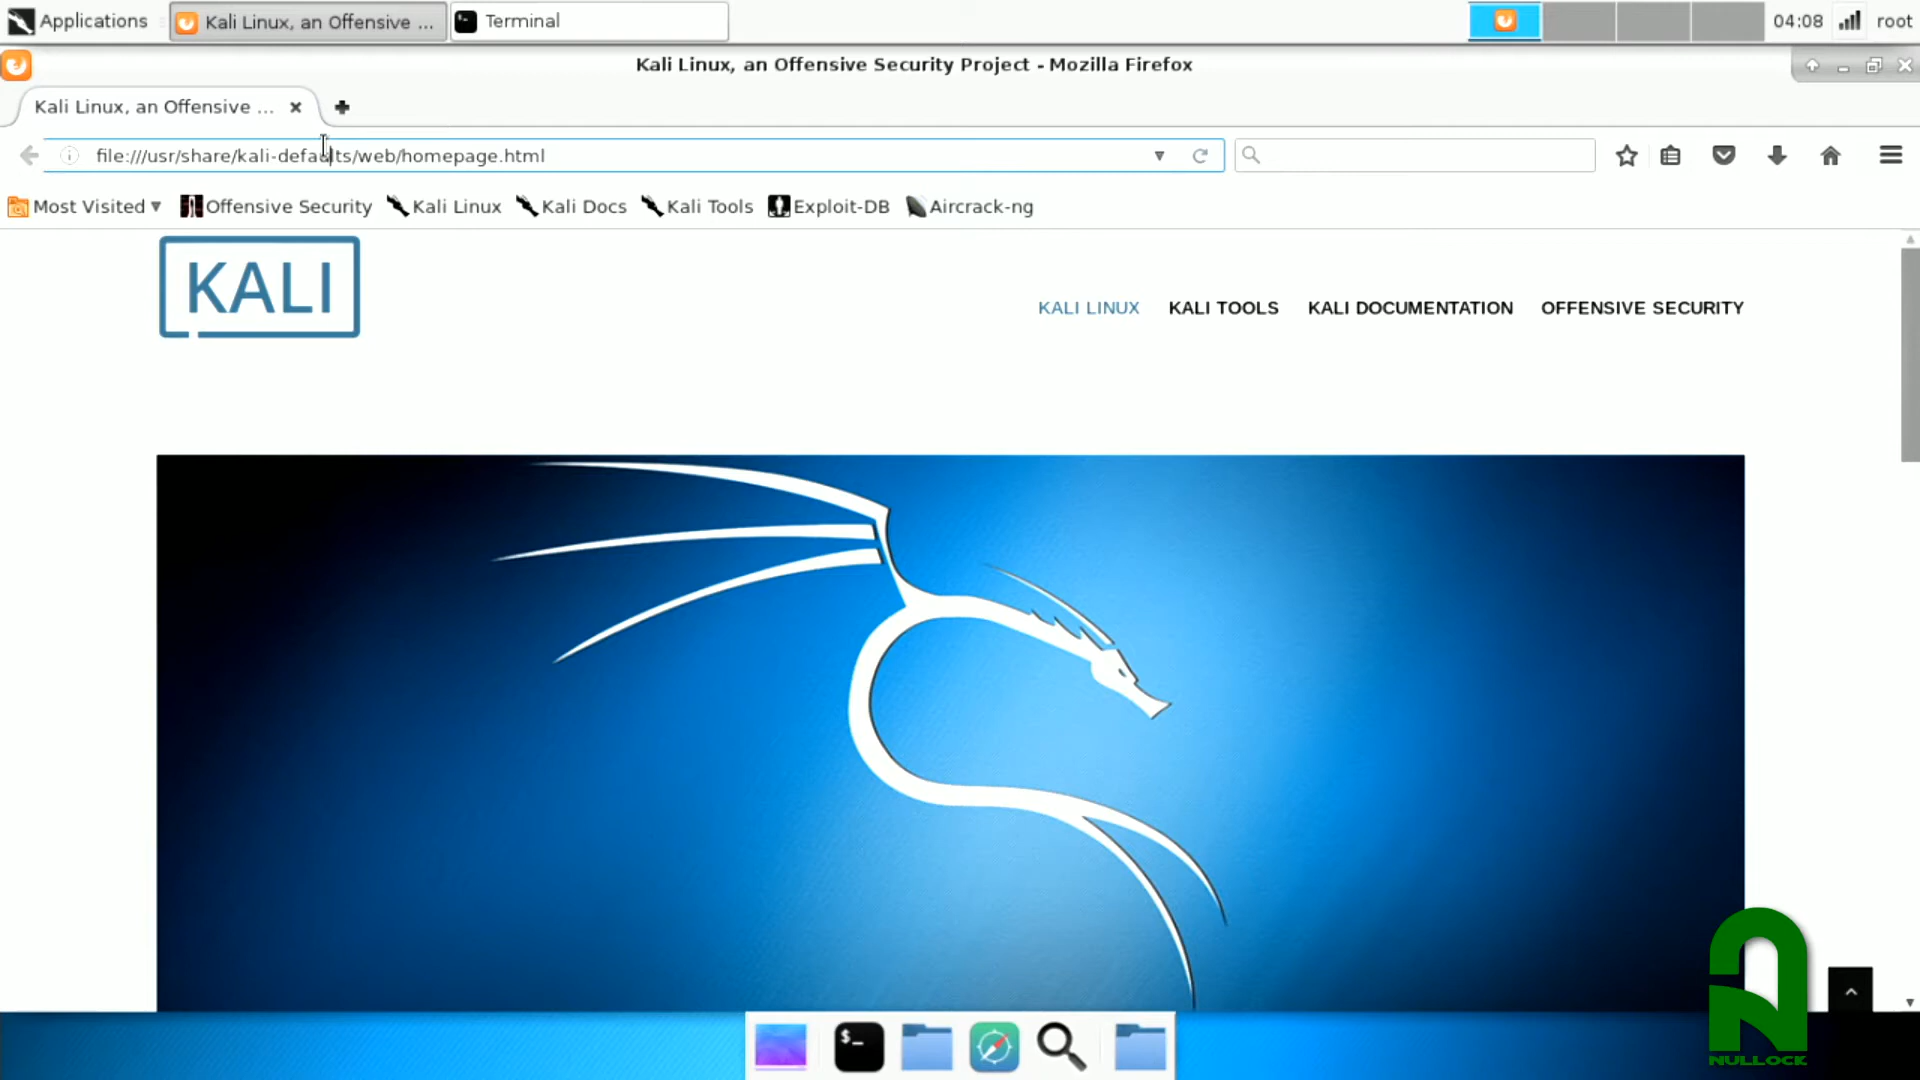 Applications
Kali Linux, an Offensive ...
Terminal
04:08
root
Kali Linux, an Offensive Security Project - Mozilla Firefox
Kali Linux, an Offensive ...
file:///usr/share/kali-defaults/web/homepage.html
Most Visited
Offensive Security
Kali Linux
Kali Docs
Kali Tools
Exploit-DB
Aircrack-ng
KALI
KALI LINUX
KALI TOOLS
KALI DOCUMENTATION
OFFENSIVE SECURITY
$_
NULLOCK